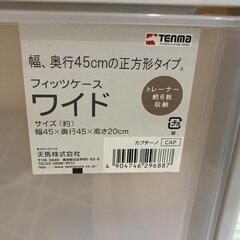 TENMA
幅、奥行45cmの正方形タイプ。
フィッツケース
ワイド
トレーナー
約6枚
収納
サイズ(約)
幅45×奥行45×高さ20cm
天馬株式会社
カプチーノ CAP
4904746296887